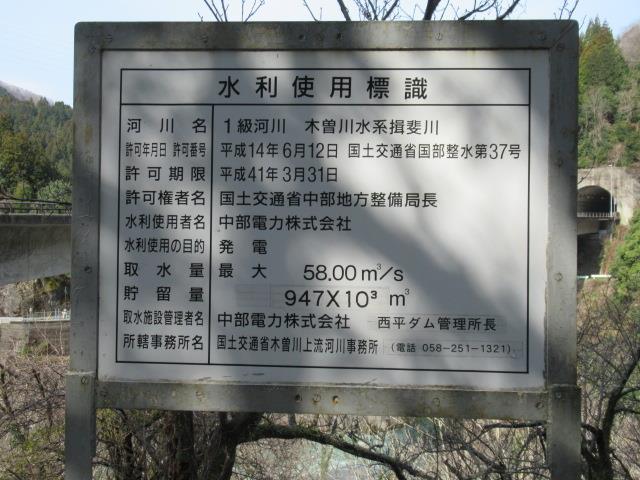 水利使用標識
河川名 1級河川 木曽川水系揖斐川
許可年月日 許可番号 平成14年6月12日 国土交通省国部整水第37号
許可期限 平成41年3月31日
許可権者名 国土交通省中部地方整備局長
水利使用者名 中部電力株式会社
水利使用の目的 発電
取水量 最大 58.00m³/s
貯留量 947X10³ m³
取水施設管理者名 中部電力株式会社 西平ダム管理所長
所轄事務所名 国土交通省木曽川上流河川事務所 (電話 058-251-1321)